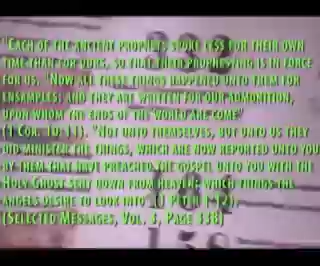 "Each of the ancient prophets spoke less for their own
time than for ours, so that their prophesying is in force
for us. "Now all these things happened unto them for
ensamples: and they are written for our admonition,
upon whom the ends of the world are come"
(1 Cor. 10:11). "Not unto themselves, but unto us they
did minister the things, which are now reported unto you
by them that have preached the gospel unto you with the
Holy Ghost sent down from heaven; which things the
angels desire to look into" (1 Peter 1:12).
(Selected Messages, Vol. 3, Page 338)